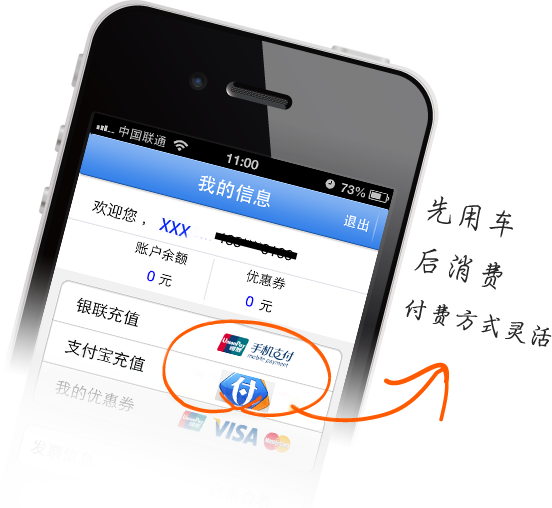 中国联通
11:00
73%
我的信息
退出
欢迎您， XXX
账户余额
优惠券
0 元
0 元
银联充值
UnionPay 银联 手机支付
mobile payment
支付宝充值
付
我的优惠券
VISA
MasterCard
先用车
后消费
付费方式灵活